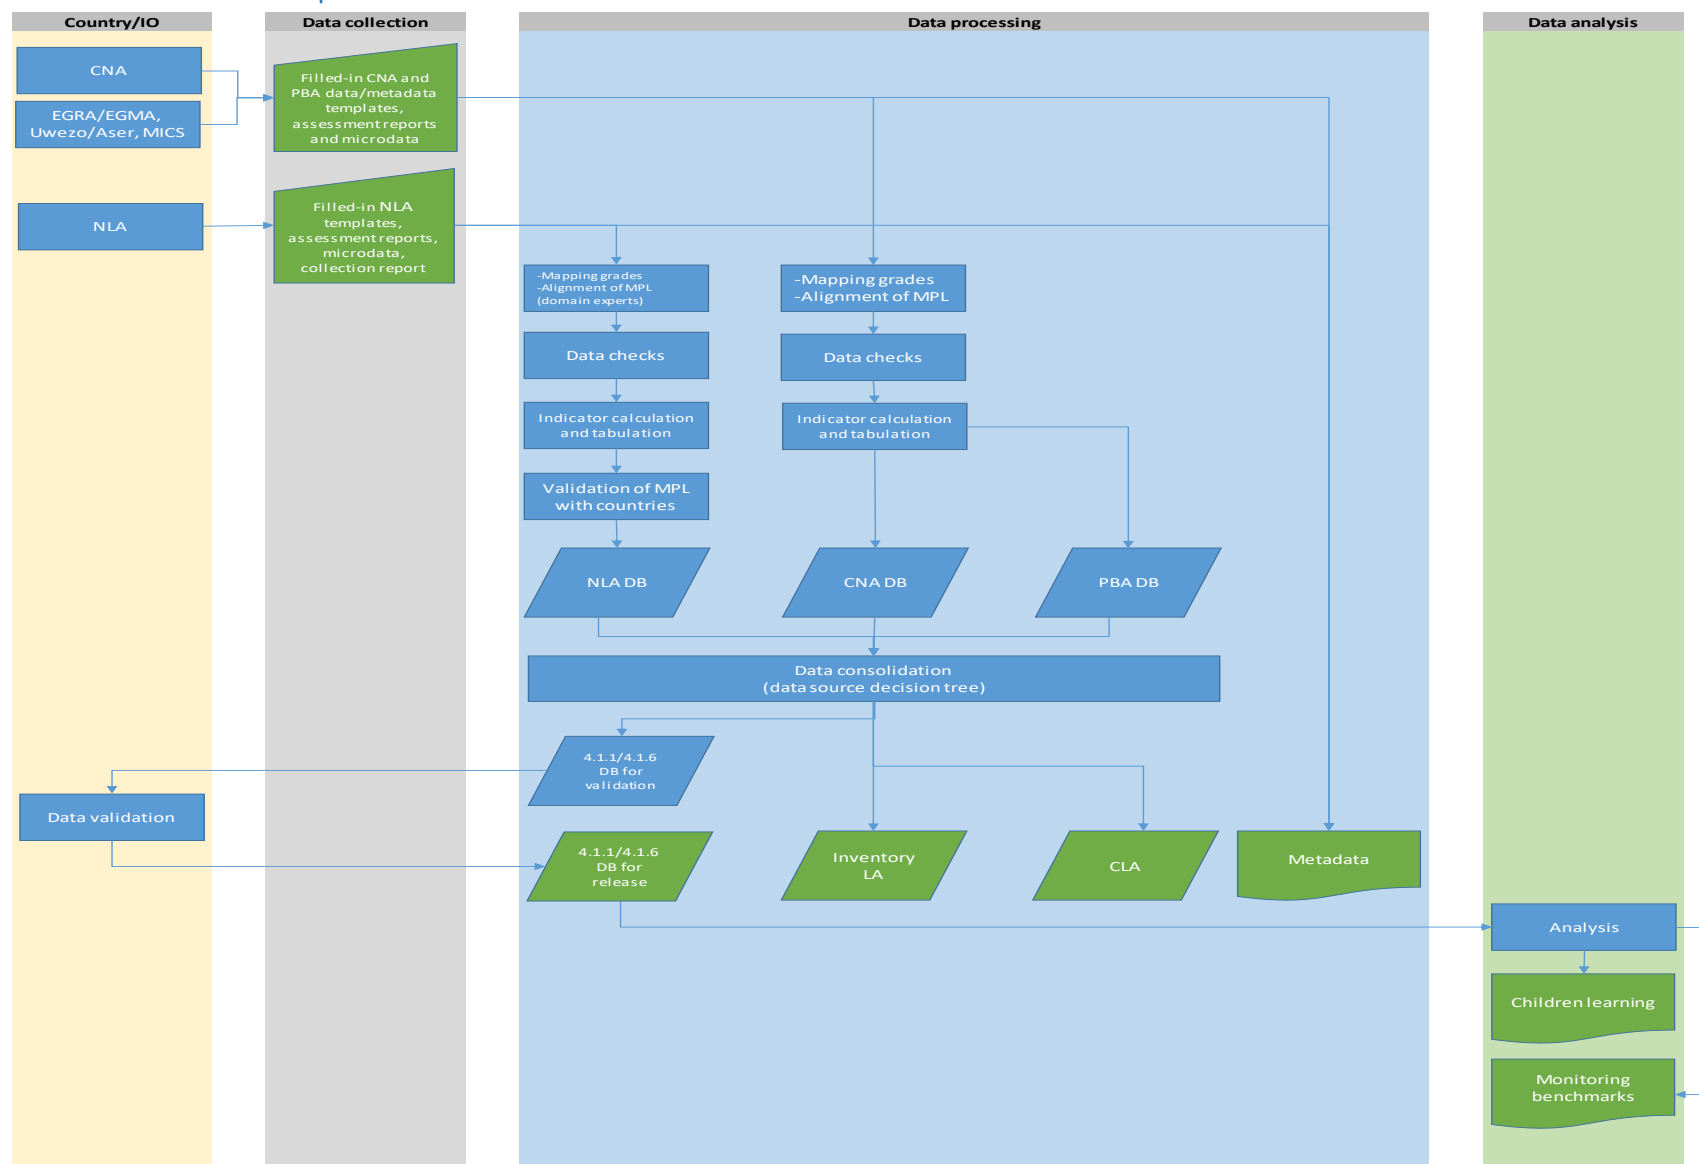 Country/IO
Data collection
Data processing
Data analysis
CNA
EGRA/EGMA,
Uwezo/Aser, MICS
NLA
Filled-in CNA and
PBA data/metadata
templates,
assessment reports
and microdata
Filled-in NLA
templates,
assessment reports,
microdata,
collection report
-Mapping grades
-Alignment of MPL
(domain experts)
-Mapping grades
-Alignment of MPL
Data checks
Data checks
Indicator calculation
and tabulation
Indicator calculation
and tabulation
Validation of MPL
with countries
NLA DB
CNA DB
PBA DB
Data consolidation
(data source decision tree)
4.1.1/4.1.6
DB for
validation
Data validation
4.1.1/4.1.6
DB for
release
Inventory
LA
CLA
Metadata
Analysis
Children learning
Monitoring
benchmarks